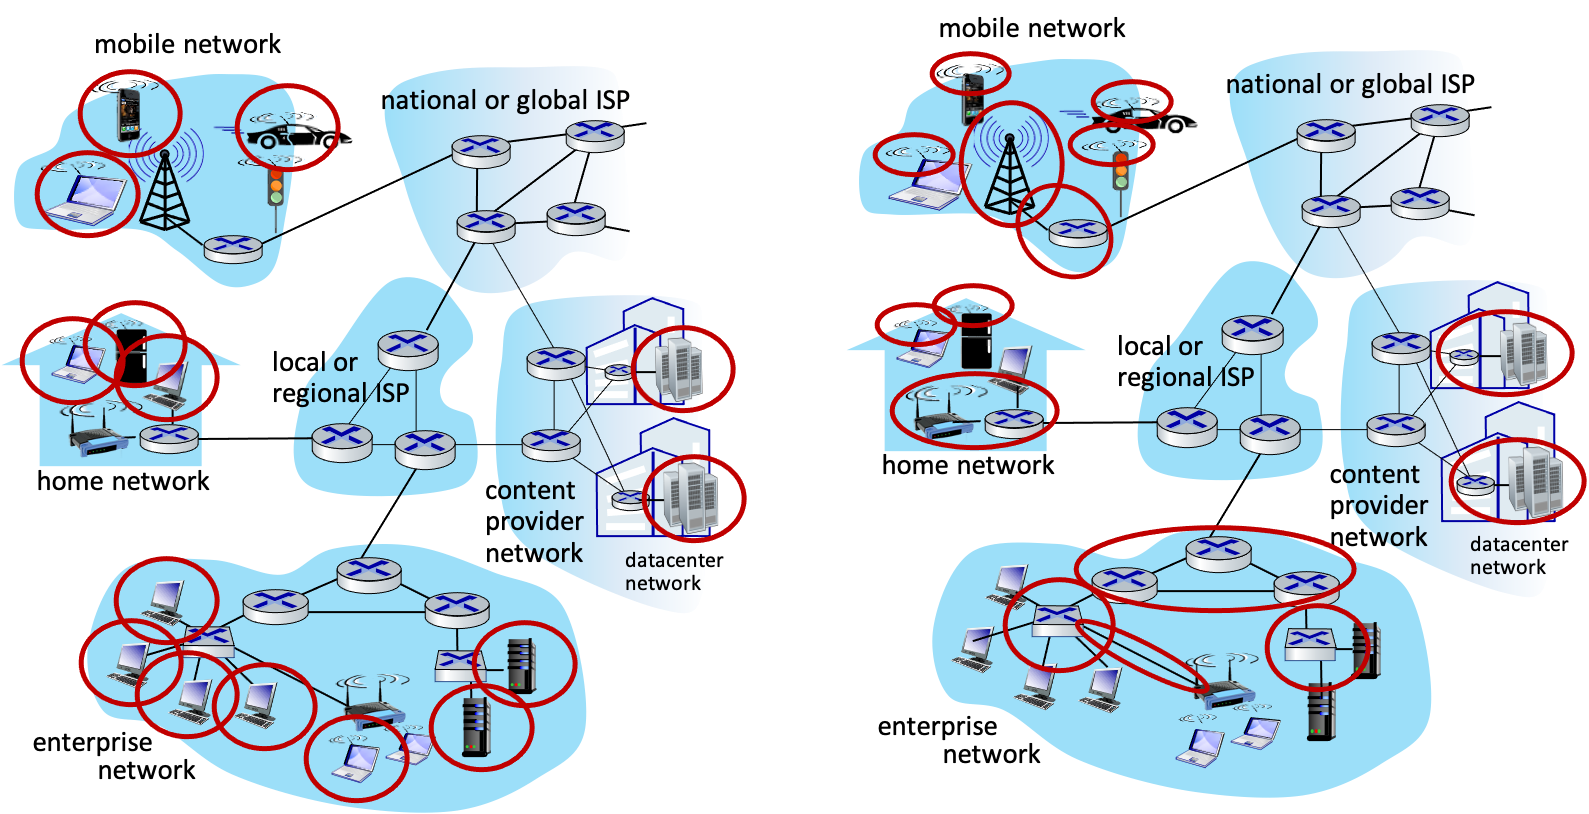 mobile network
national or global ISP
local or
regional ISP
home network
content
provider
network
datacenter
network
enterprise
network
mobile network
national or global ISP
local or
regional ISP
home network
content
provider
network
datacenter
network
enterprise
network